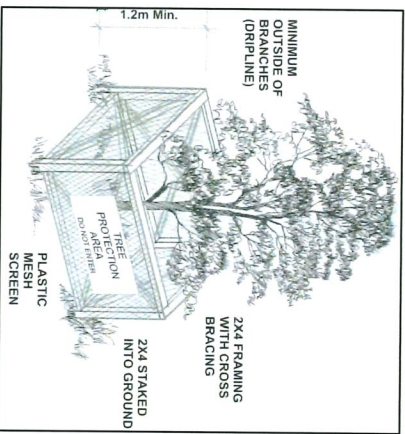 1.2m Min.
MINIMUM
OUTSIDE OF
BRANCHES
(DRIPLINE)
2X4 FRAMING
WITH CROSS
BRACING
2X4 STAKED
INTO GROUND
TREE
PROTECTION
AREA
DO NOT ENTER
PLASTIC
MESH
SCREEN